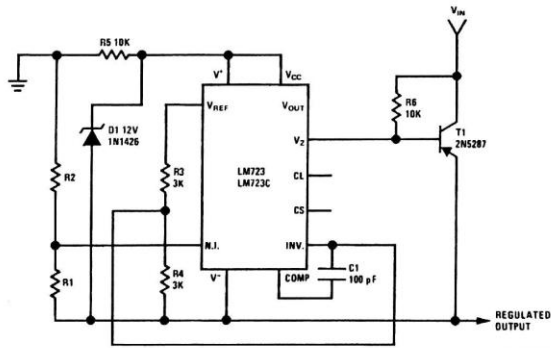 VIN
R5 10K
V+
VCC
VREF
VOUT
R6
10K
D1 12V
1N1426
T1
2N5287
V2
R3
3K
LM723
LM723C
R2
CL
CS
N.I.
INV.
R4
3K
C1
100 pF
R1
V-
COMP
REGULATED
OUTPUT